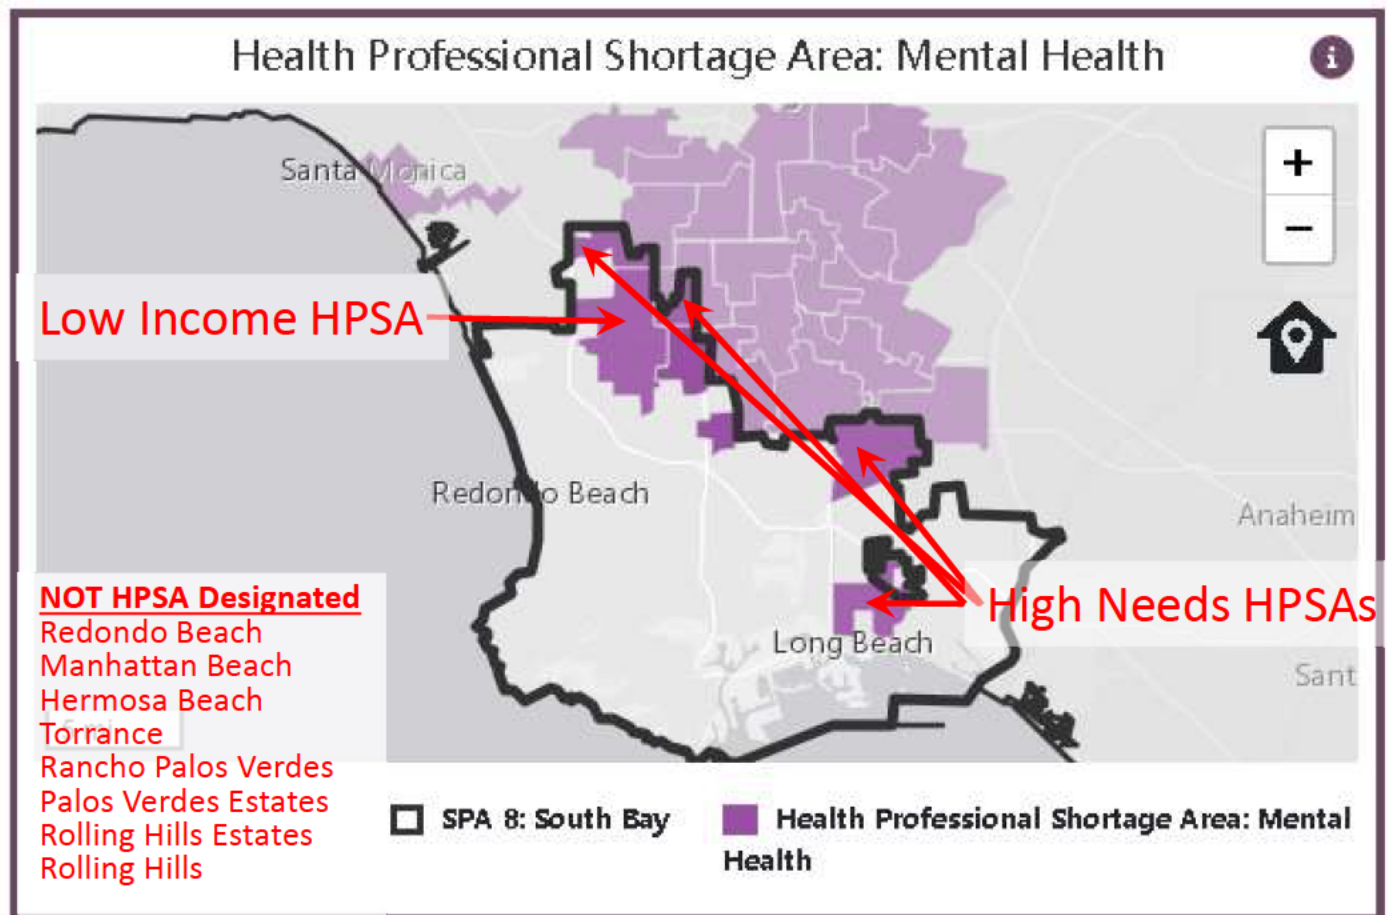 Health Professional Shortage Area: Mental Health
i
Santa Monica
+
−
Low Income HPSA
Redondo Beach
Anaheim
High Needs HPSAs
Long Beach
Sant
NOT HPSA Designated
Redondo Beach
Manhattan Beach
Hermosa Beach
Torrance
Rancho Palos Verdes
Palos Verdes Estates
Rolling Hills Estates
Rolling Hills
SPA 8: South Bay
Health Professional Shortage Area: Mental
Health